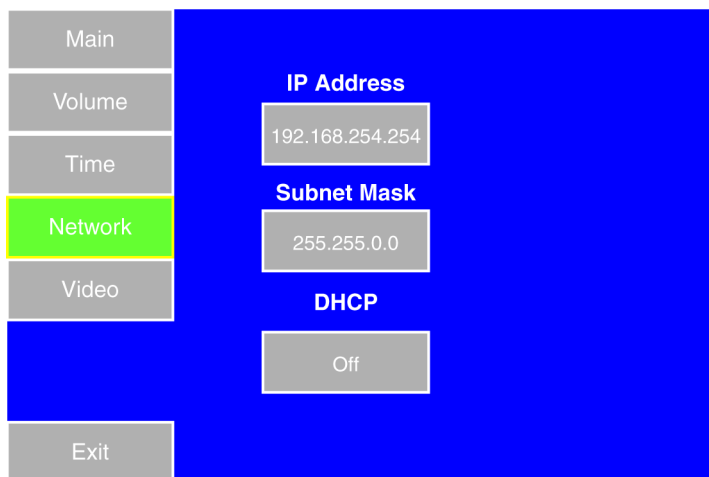 Main
Volume
Time
Network
Video
Exit
IP Address
192.168.254.254
Subnet Mask
255.255.0.0
DHCP
Off